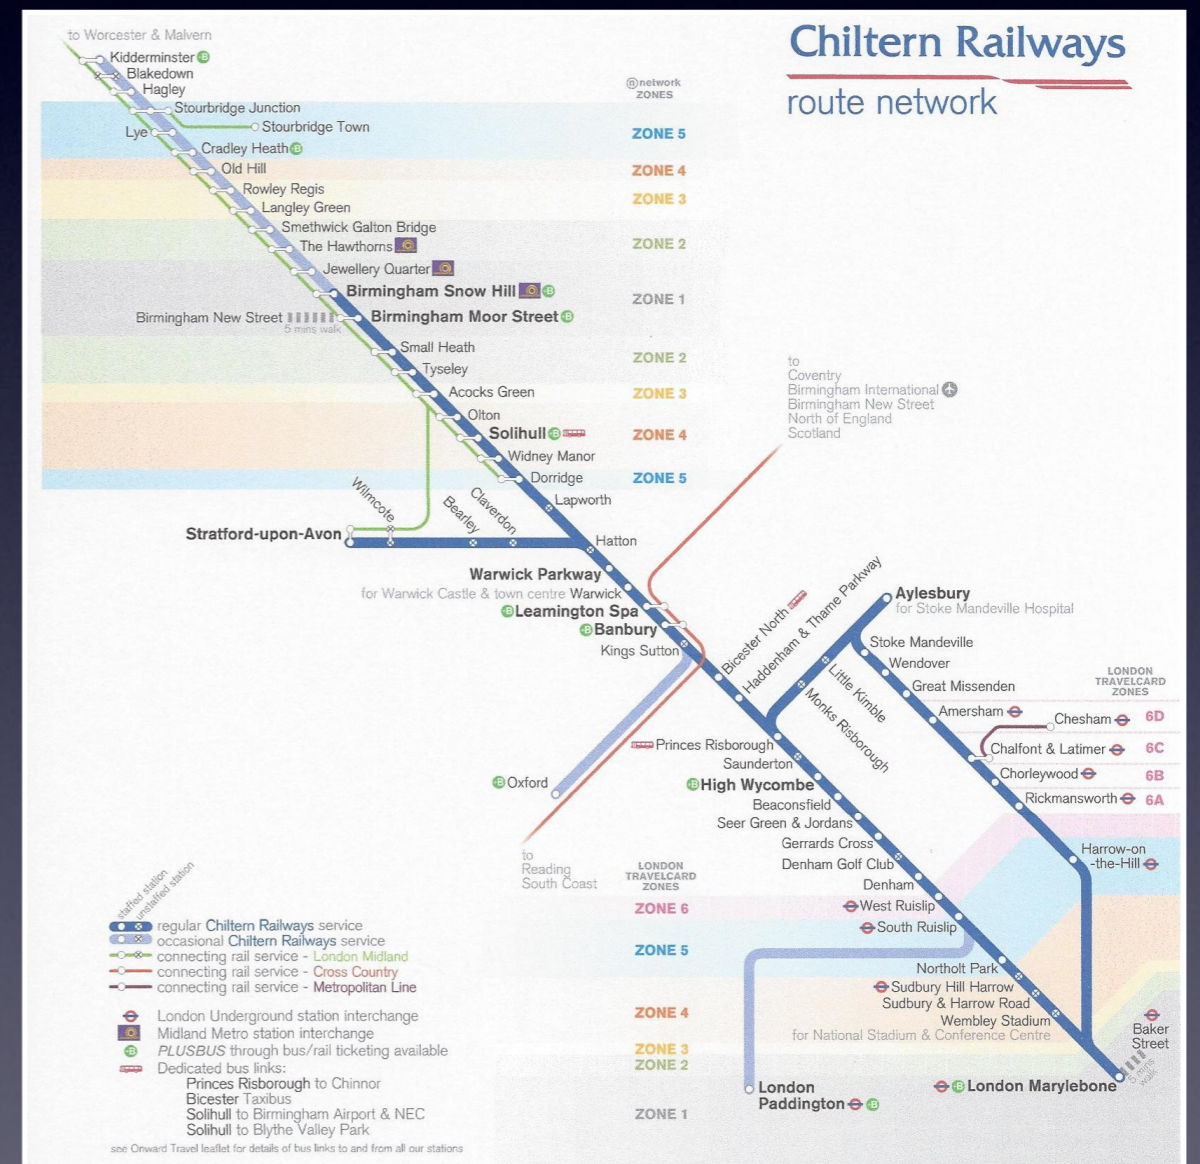 Chiltern Railways
route network
to Worcester & Malvern
Kidderminster
Blakedown
Hagley
network
ZONES
Stourbridge Junction
Stourbridge Town
Lye
ZONE 5
Cradley Heath
Old Hill
ZONE 4
Rowley Regis
ZONE 3
Langley Green
Smethwick Galton Bridge
The Hawthorns
ZONE 2
Jewellery Quarter
Birmingham Snow Hill
ZONE 1
Birmingham New Street
5 mins walk
Birmingham Moor Street
Small Heath
ZONE 2
Tyseley
Acocks Green
ZONE 3
Olton
Solihull
ZONE 4
Widney Manor
Dorridge
ZONE 5
to
Coventry
Birmingham International
Birmingham New Street
North of England
Scotland
Lapworth
Wilmcote
Bearley
Claverdon
Stratford-upon-Avon
Hatton
Warwick Parkway
for Warwick Castle & town centre Warwick
Leamington Spa
Banbury
Kings Sutton
Bicester North
Haddenham & Thame Parkway
Aylesbury
for Stoke Mandeville Hospital
Stoke Mandeville
Wendover
Great Missenden
Little Kimble
Monks Risborough
LONDON
TRAVELCARD
ZONES
Amersham
Chesham
6D
Chalfont & Latimer
6C
Chorleywood
6B
Rickmansworth
6A
Harrow-on
-the-Hill
Princes Risborough
Saunderton
High Wycombe
Oxford
Beaconsfield
Seer Green & Jordans
Gerrards Cross
Denham Golf Club
Denham
West Ruislip
South Ruislip
Northolt Park
Sudbury Hill Harrow
Sudbury & Harrow Road
Wembley Stadium
for National Stadium & Conference Centre
Baker
Street
5 mins
walk
London Marylebone
London
Paddington
to
Reading
South Coast
LONDON
TRAVELCARD
ZONES
ZONE 6
ZONE 5
ZONE 4
ZONE 3
ZONE 2
ZONE 1
staffed station
unstaffed station
regular Chiltern Railways service
occasional Chiltern Railways service
connecting rail service - London Midland
connecting rail service - Cross Country
connecting rail service - Metropolitan Line
London Underground station interchange
Midland Metro station interchange
PLUSBUS through bus/rail ticketing available
Dedicated bus links:
Princes Risborough to Chinnor
Bicester Taxibus
Solihull to Birmingham Airport & NEC
Solihull to Blythe Valley Park
see Onward Travel leaflet for details of bus links to and from all our stations